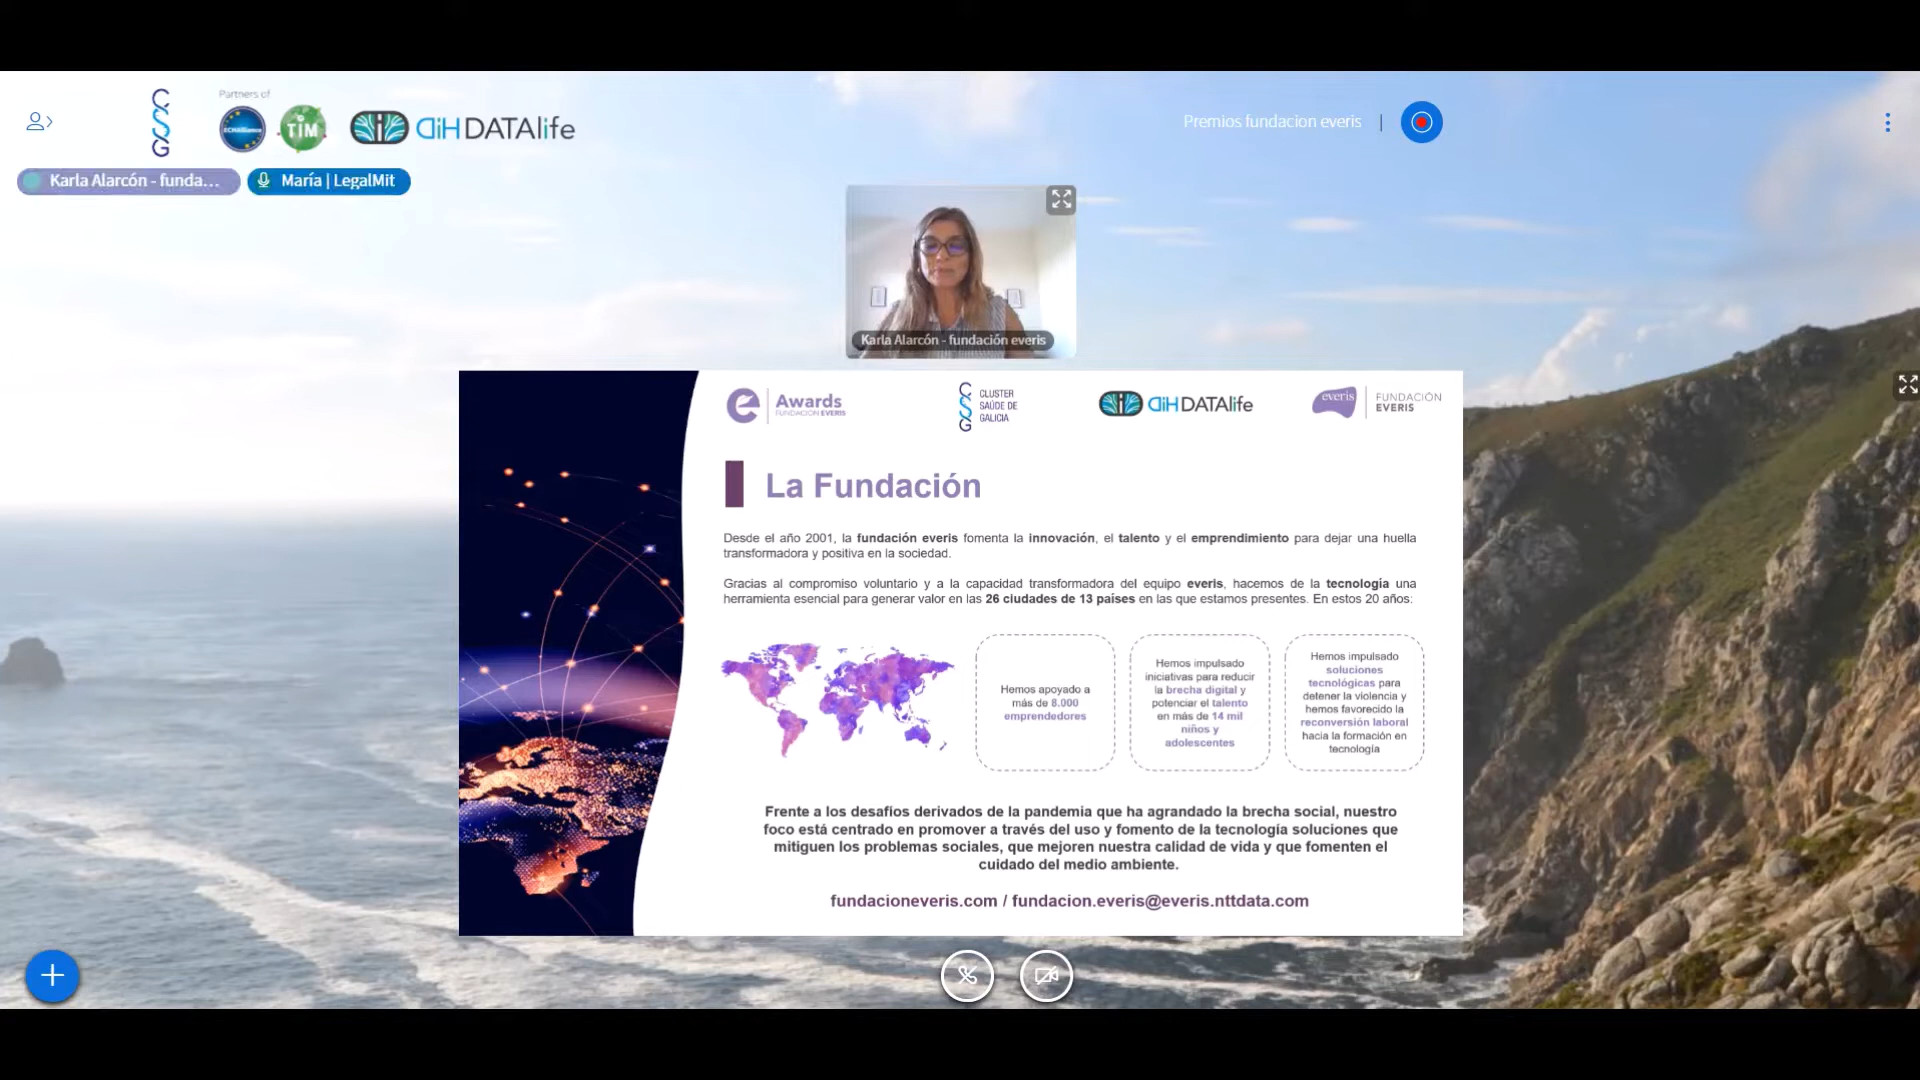 Partners of
ECHAlliance
TIM
CSG
DiHDATAlife
Premios fundacion everis
Karla Alarcón - funda...
María | LegalMit
Karla Alarcón - fundación everis
e Awards
FUNDACIÓN EVERIS
CSG
CLUSTER
SAÚDE DE
GALICIA
DiHDATAlife
everis
FUNDACIÓN
EVERIS
La Fundación
Desde el año 2001, la fundación everis fomenta la innovación, el talento y el emprendimiento para dejar una huella
transformadora y positiva en la sociedad.
Gracias al compromiso voluntario y a la capacidad transformadora del equipo everis, hacemos de la tecnología una
herramienta esencial para generar valor en las 26 ciudades de 13 países en las que estamos presentes. En estos 20 años:
Hemos apoyado a
más de 8.000
emprendedores
Hemos impulsado
iniciativas para reducir
la brecha digital y
potenciar el talento
en más de 14 mil
niños y
adolescentes
Hemos impulsado
soluciones
tecnológicas para
detener la violencia y
hemos favorecido la
reconversión laboral
hacia la formación en
tecnología
Frente a los desafíos derivados de la pandemia que ha agrandado la brecha social, nuestro
foco está centrado en promover a través del uso y fomento de la tecnología soluciones que
mitiguen los problemas sociales, que mejoren nuestra calidad de vida y que fomenten el
cuidado del medio ambiente.
fundacioneveris.com / fundacion.everis@everis.nttdata.com